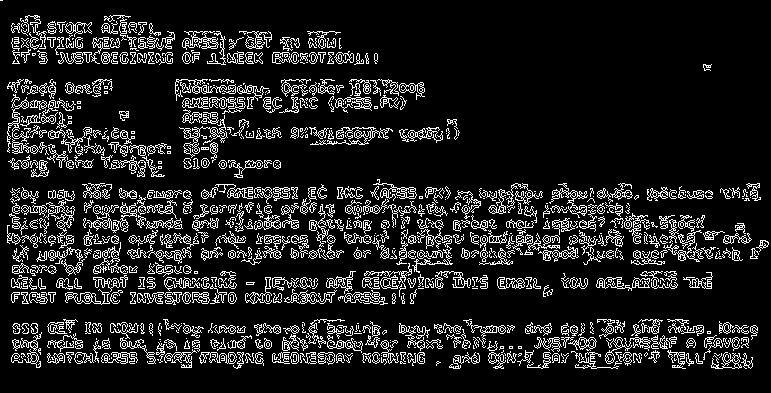 HOT STOCK ALERT!
EXCITING NEW ISSUE ARSS, GET IN NOW!
IT'S JUST BEGINING OF 1 WEEK PROMOTION!!!
Trade Date: Wednesday, October 18, 2006
Company: AMEROSSI EC INC (ARSS.PK)
Symbol: ARSS
Current Price: $3.99 (with 9% discount today!)
Short Term Target: $6-8
Long Term Target: $10 or more
You may not be aware of AMEROSSI EC INC (ARSS.PK), but you should be, because this
company represents a terrific profit opportunity for early investors!
Sick of hedge funds and flippers getting all the great new issues? Most stock
brokers give out their new issues to their largest commission paying clients - and
if you trade through an online broker or discount broker - good luck ever getting 1
share of a new issue.
WELL ALL THAT IS CHANGING - IF YOU ARE RECEIVING THIS EMAIL, YOU ARE AMONG THE
FIRST PUBLIC INVESTORS TO KNOW ABOUT ARSS!!!
$$$ GET IN NOW!!! You know the old saying, buy the rumor and sell on the news. Once
the news is out it is time to get ready for next rally... JUST DO YOURSELF A FAVOR
AND WATCH ARSS START TRADING WEDNESDAY MORNING, and DON'T SAY WE DIDN'T TELL YOU!